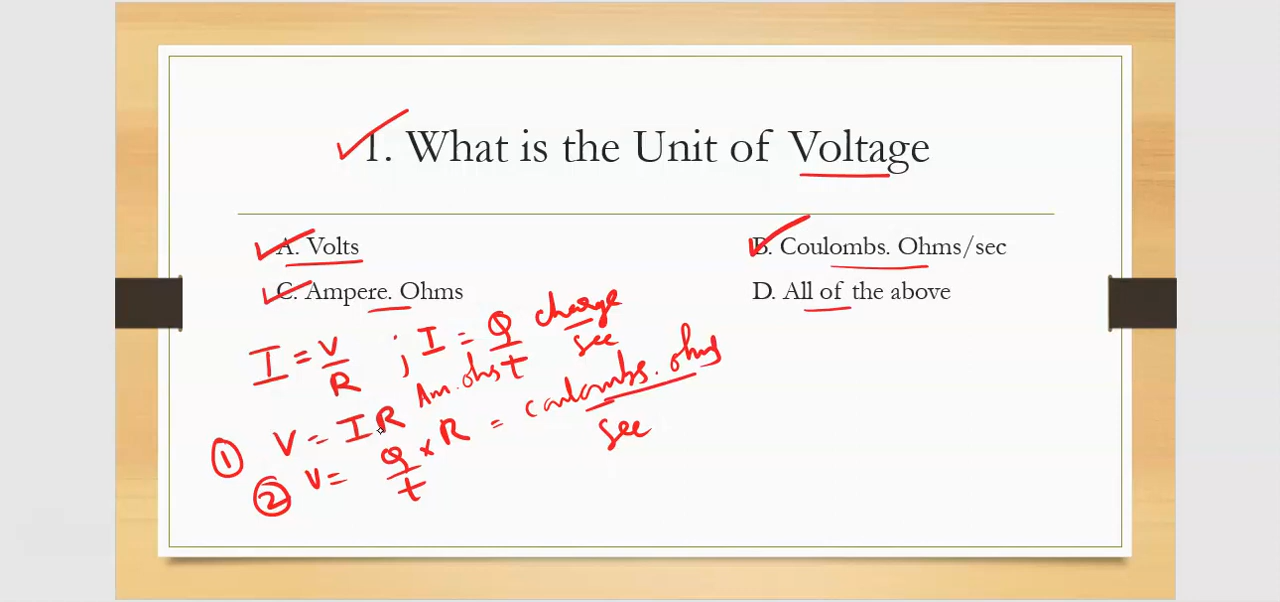 1. What is the Unit of Voltage
A. Volts
B. Coulombs. Ohms/sec
C. Ampere. Ohms
D. All of the above
I = V/R ; I = Q/t charge/sec
Am. ohs
① V = IR
② V = Q/t × R = coulombs. ohms/sec